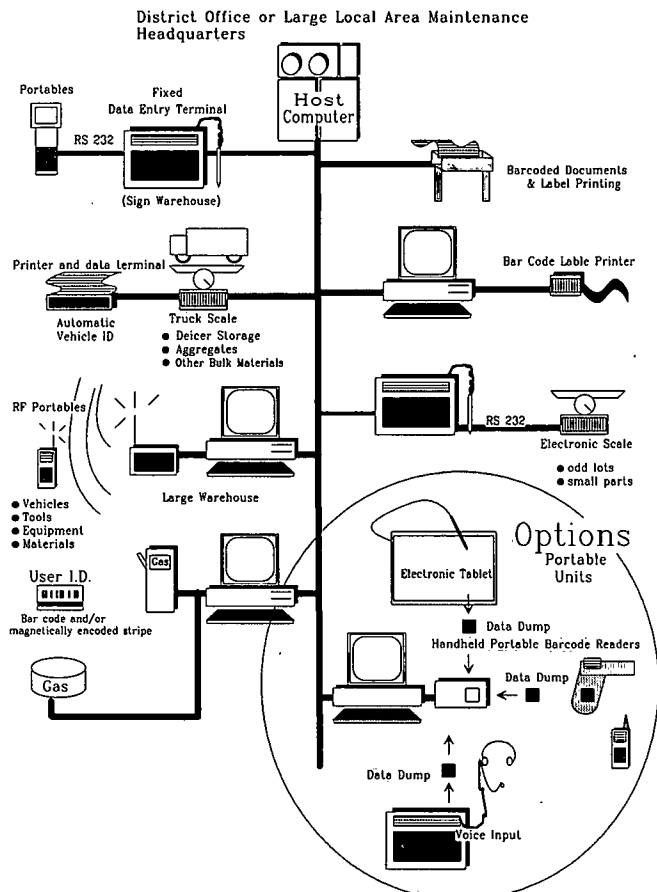 District Office or Large Local Area Maintenance
Headquarters
Portables
Fixed
Data Entry Terminal
RS 232
(Sign Warehouse)
Host
Computer
Barcoded Documents
& Label Printing
Printer and data terminal
Automatic
Vehicle ID
Truck Scale
● Deicer Storage
● Aggregates
● Other Bulk Materials
Bar Code Lable Printer
RF Portables
● Vehicles
● Tools
● Equipment
● Materials
Large Warehouse
RS 232
Electronic Scale
● odd lots
● small parts
User I.D.
Bar code and/or
magnetically encoded stripe
Gas
Gas
Options
Portable
Units
Electronic Tablet
Data Dump
Handheld Portable Barcode Readers
Data Dump
Data Dump
Voice Input